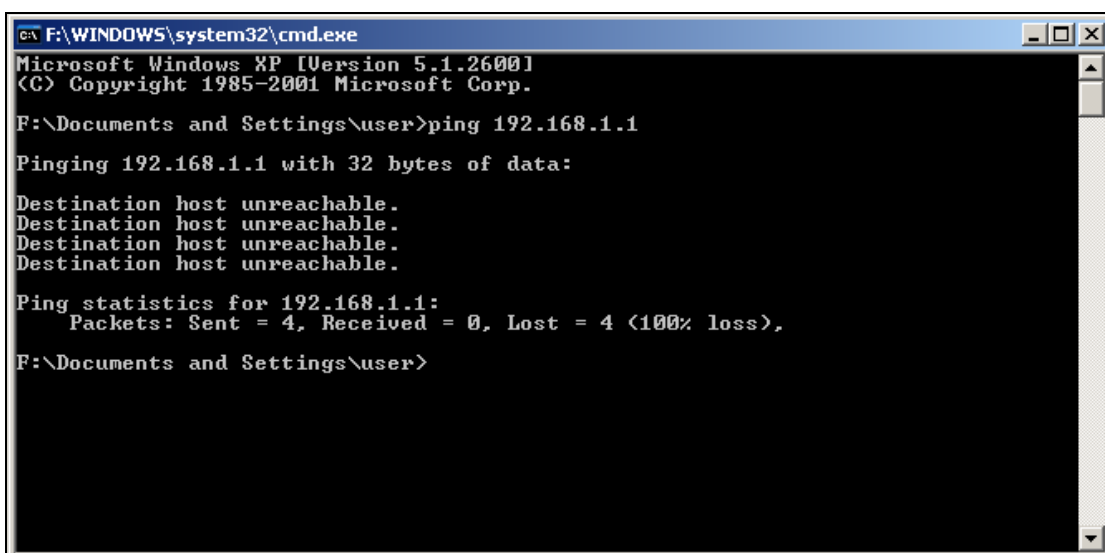 F:\WINDOWS\system32\cmd.exe
Microsoft Windows XP [Version 5.1.2600]
(C) Copyright 1985-2001 Microsoft Corp.
F:\Documents and Settings\user>ping 192.168.1.1
Pinging 192.168.1.1 with 32 bytes of data:
Destination host unreachable.
Destination host unreachable.
Destination host unreachable.
Destination host unreachable.
Ping statistics for 192.168.1.1:
    Packets: Sent = 4, Received = 0, Lost = 4 (100% loss),
F:\Documents and Settings\user>